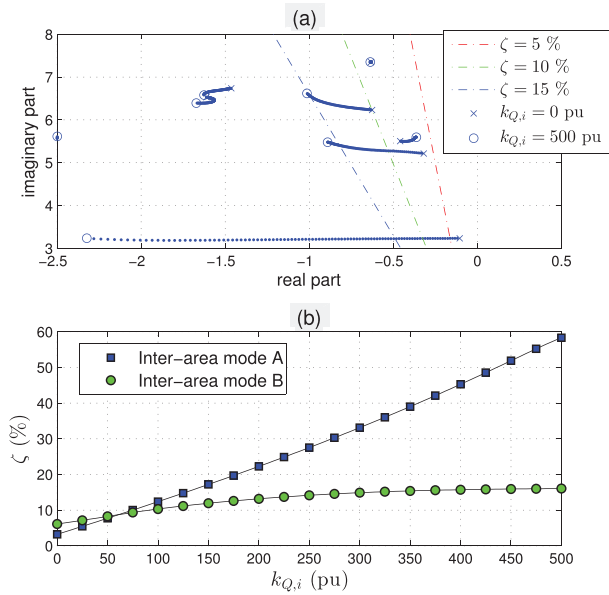 (a)
8
7
6
5
4
3
imaginary part
−2.5
−2
−1.5
−1
−0.5
0
0.5
real part
ζ = 5 %
ζ = 10 %
ζ = 15 %
k_{Q,i} = 0 pu
k_{Q,i} = 500 pu
(b)
60
50
40
30
20
10
0
ζ (%)
Inter−area mode A
Inter−area mode B
0
50
100
150
200
250
300
350
400
450
500
k_{Q,i} (pu)